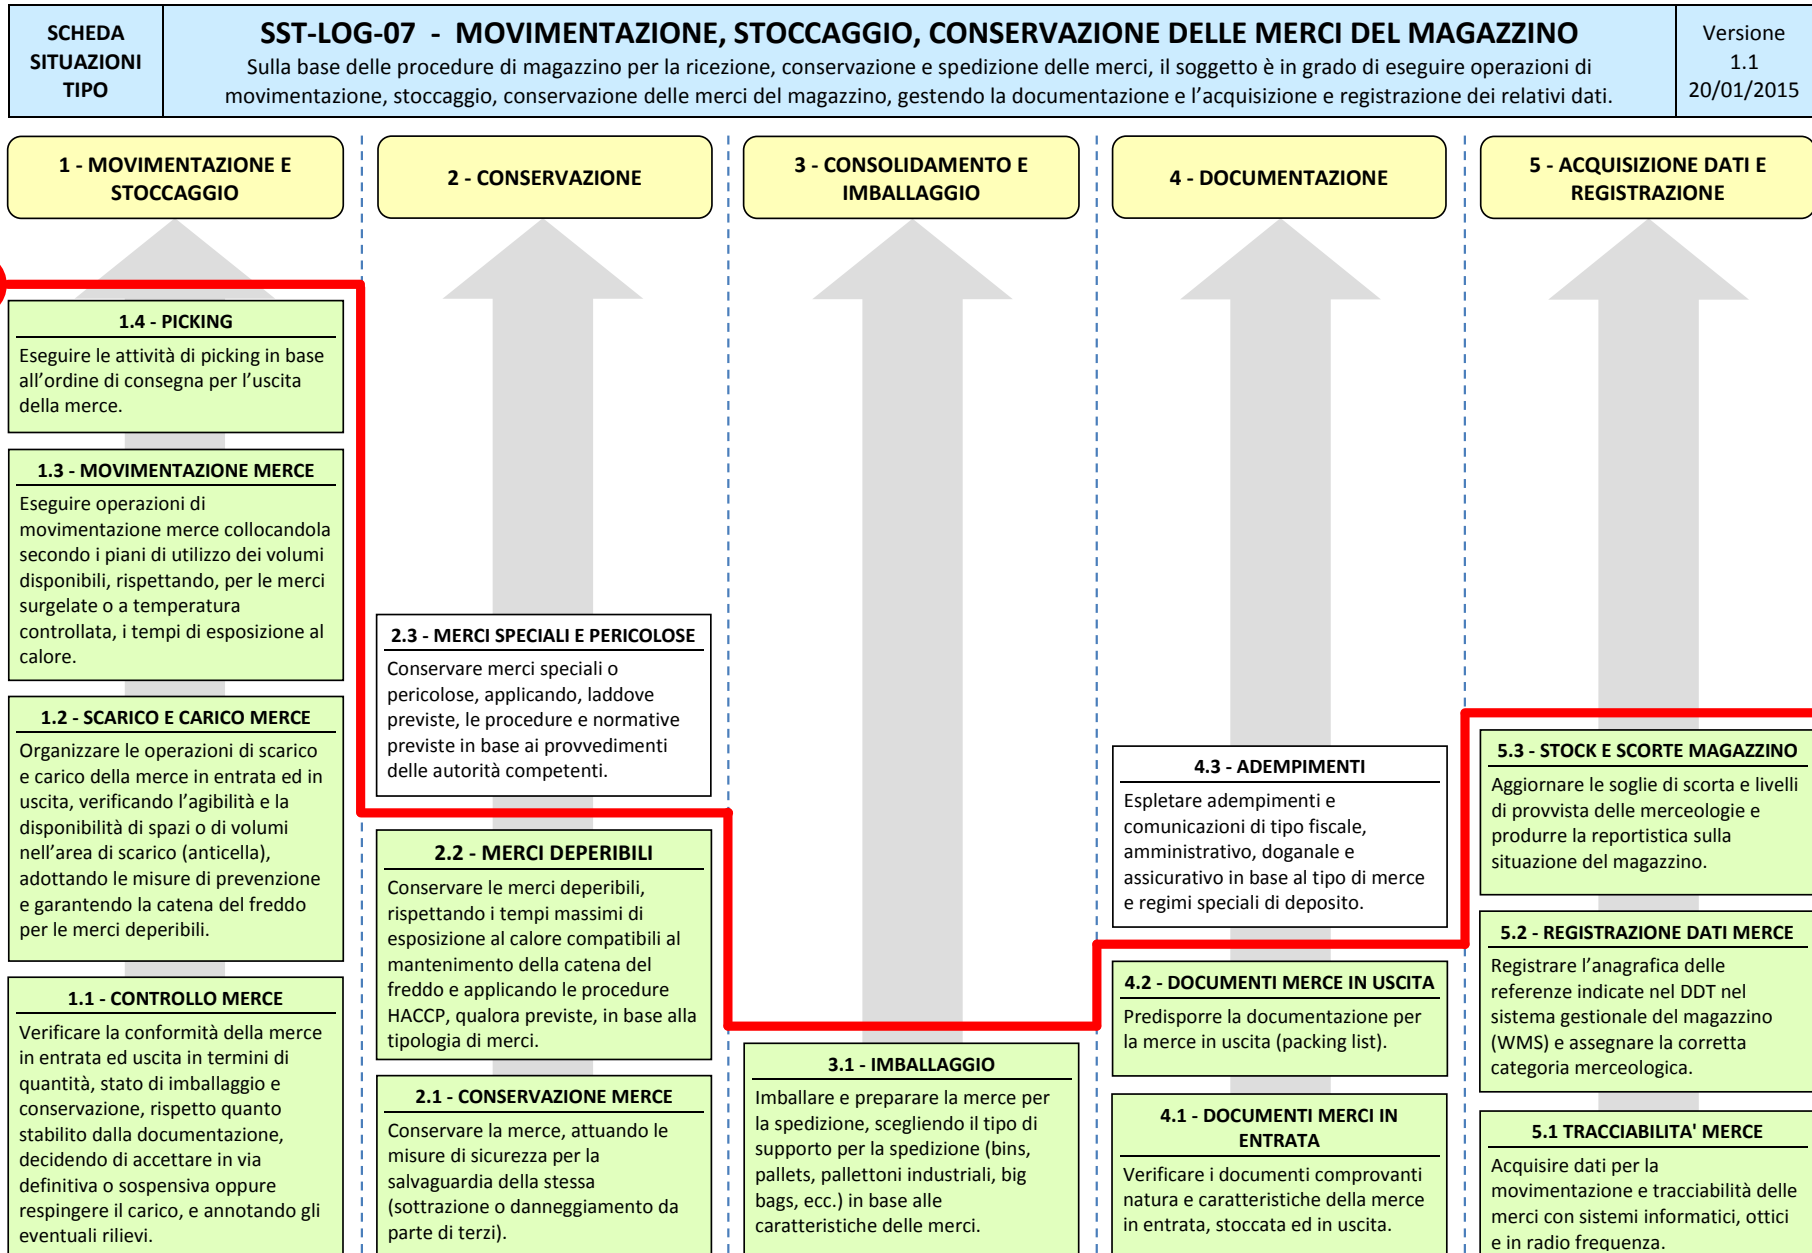 SCHEDA
SITUAZIONI
TIPO
SST-LOG-07 - MOVIMENTAZIONE, STOCCAGGIO, CONSERVAZIONE DELLE MERCI DEL MAGAZZINO
Sulla base delle procedure di magazzino per la ricezione, conservazione e spedizione delle merci, il soggetto è in grado di eseguire operazioni di
movimentazione, stoccaggio, conservazione delle merci del magazzino, gestendo la documentazione e l'acquisizione e registrazione dei relativi dati.
Versione
1.1
20/01/2015
1 - MOVIMENTAZIONE E
STOCCAGGIO
2 - CONSERVAZIONE
3 - CONSOLIDAMENTO E
IMBALLAGGIO
4 - DOCUMENTAZIONE
5 - ACQUISIZIONE DATI E
REGISTRAZIONE
1.4 - PICKING
Eseguire le attività di picking in base
all'ordine di consegna per l'uscita
della merce.
1.3 - MOVIMENTAZIONE MERCE
Eseguire operazioni di
movimentazione merce collocandola
secondo i piani di utilizzo dei volumi
disponibili, rispettando, per le merci
surgelate o a temperatura
controllata, i tempi di esposizione al
calore.
1.2 - SCARICO E CARICO MERCE
Organizzare le operazioni di scarico
e carico della merce in entrata ed in
uscita, verificando l'agibilità e la
disponibilità di spazi o di volumi
nell'area di scarico (anticella),
adottando le misure di prevenzione
e garantendo la catena del freddo
per le merci deperibili.
1.1 - CONTROLLO MERCE
Verificare la conformità della merce
in entrata ed uscita in termini di
quantità, stato di imballaggio e
conservazione, rispetto quanto
stabilito dalla documentazione,
decidendo di accettare in via
definitiva o sospensiva oppure
respingere il carico, e annotando gli
eventuali rilievi.
2.3 - MERCI SPECIALI E PERICOLOSE
Conservare merci speciali o
pericolose, applicando, laddove
previste, le procedure e normative
previste in base ai provvedimenti
delle autorità competenti.
2.2 - MERCI DEPERIBILI
Conservare le merci deperibili,
rispettando i tempi massimi di
esposizione al calore compatibili al
mantenimento della catena del
freddo e applicando le procedure
HACCP, qualora previste, in base alla
tipologia di merci.
2.1 - CONSERVAZIONE MERCE
Conservare la merce, attuando le
misure di sicurezza per la
salvaguardia della stessa
(sottrazione o danneggiamento da
parte di terzi).
3.1 - IMBALLAGGIO
Imballare e preparare la merce per
la spedizione, scegliendo il tipo di
supporto per la spedizione (bins,
pallets, pallettoni industriali, big
bags, ecc.) in base alle
caratteristiche delle merci.
4.3 - ADEMPIMENTI
Espletare adempimenti e
comunicazioni di tipo fiscale,
amministrativo, doganale e
assicurativo in base al tipo di merce
e regimi speciali di deposito.
4.2 - DOCUMENTI MERCE IN USCITA
Predisporre la documentazione per
la merce in uscita (packing list).
4.1 - DOCUMENTI MERCI IN
ENTRATA
Verificare i documenti comprovanti
natura e caratteristiche della merce
in entrata, stoccata ed in uscita.
5.3 - STOCK E SCORTE MAGAZZINO
Aggiornare le soglie di scorta e livelli
di provvista delle merceologie e
produrre la reportistica sulla
situazione del magazzino.
5.2 - REGISTRAZIONE DATI MERCE
Registrare l'anagrafica delle
referenze indicate nel DDT nel
sistema gestionale del magazzino
(WMS) e assegnare la corretta
categoria merceologica.
5.1 TRACCIABILITA' MERCE
Acquisire dati per la
movimentazione e tracciabilità delle
merci con sistemi informatici, ottici
e in radio frequenza.